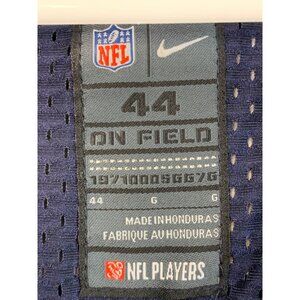 NFL
44
ON FIELD
44 G G
MADE IN HONDURAS
FABRIQUE AU HONDURAS
NFL PLAYERS